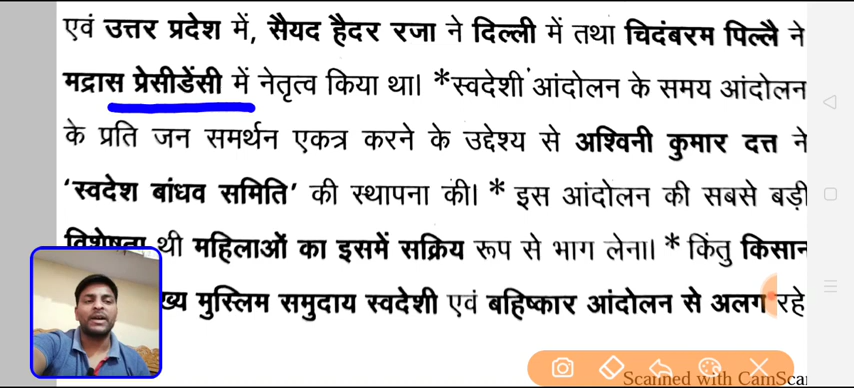 एवं उत्तर प्रदेश में, सैयद हैदर रजा ने दिल्ली में तथा चिदंबरम पिल्लै ने
मद्रास प्रेसीडेंसी में नेतृत्व किया था। *स्वदेशी आंदोलन के समय आंदोलन
के प्रति जन समर्थन एकत्र करने के उद्देश्य से अश्विनी कुमार दत्त ने
‘स्वदेश बांधव समिति’ की स्थापना की। * इस आंदोलन की सबसे बड़ी
विशेषता थी महिलाओं का इसमें सक्रिय रूप से भाग लेना। * किंतु किसान
मुस्लिम समुदाय स्वदेशी एवं बहिष्कार आंदोलन से अलग रहे
Scanned with CamScan